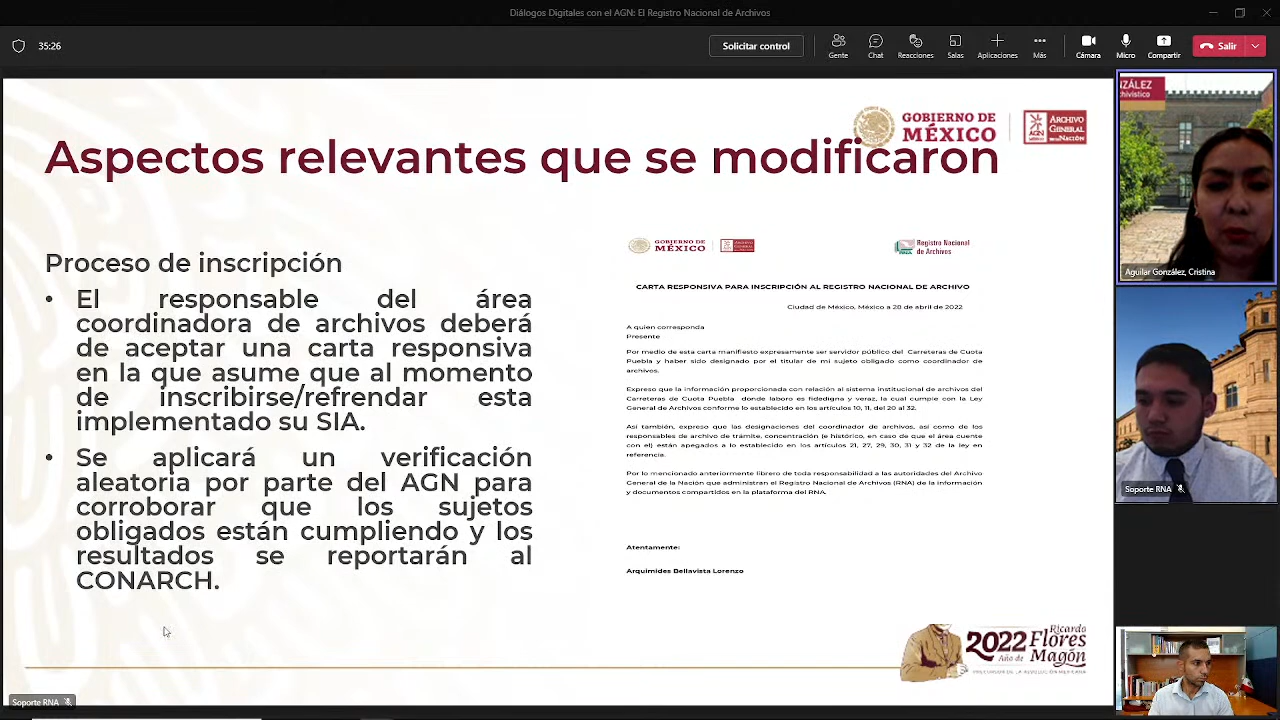 Diálogos Digitales con el AGN: El Registro Nacional de Archivos
35:26
Solicitar control
Gente
Chat
Reacciones
Salas
Aplicaciones
Más
Cámara
Micro
Compartir
Salir
GOBIERNO DE
MÉXICO
AGN
ARCHIVO
GENERAL
DE LA NACIÓN
Aspectos relevantes que se modificaron
Proceso de inscripción
• El responsable del área
coordinadora de archivos deberá
de aceptar una carta responsiva
en la que asume que al momento
de inscribirse/refrendar esta
implementado su SIA.
• Se aplicará un verificación
aleatoria por parte del AGN para
corroborar que los sujetos
obligados están cumpliendo y los
resultados se reportarán al
CONARCH.
GOBIERNO DE
MÉXICO
Registro Nacional
de Archivos
CARTA RESPONSIVA PARA INSCRIPCIÓN AL REGISTRO NACIONAL DE ARCHIVOS
Ciudad de México, México a 28 de abril de 2022
A quien corresponda
Presente
Por medio de esta carta manifiesto expresamente ser servidor público del Carreteras de Cuota
Puebla y haber sido designado por el titular de mi sujeto obligado como coordinador de
archivos.
Expreso que la información proporcionada con relación al sistema institucional de archivos del
Carreteras de Cuota Puebla donde laboro es fidedigna y veraz, la cual cumple con la Ley
General de Archivos conforme lo establecido en los artículos 10, 11, del 20 al 32.
Así también, expreso que las designaciones del coordinador de archivos, así como de los
responsables de archivo de trámite, concentración (e histórico, en caso de que el área cuente
con el) están apegados a lo establecido en los artículos 21, 27, 29, 30, 31 y 32 de la ley en
referencia.
Por lo mencionado anteriormente librero de toda responsabilidad a las autoridades del Archivo
General de la Nación que administran el Registro Nacional de Archivos (RNA) de la información
y documentos compartidos en la plataforma del RNA.
Atentamente:
Arquimides Bellavista Lorenzo
2022
Año de
Ricardo
Flores
Magón
PRECURSOR DE LA REVOLUCIÓN MEXICANA
Soporte RNA
NZÁLEZ
chivístico
Aguilar González, Cristina
Soporte RNA